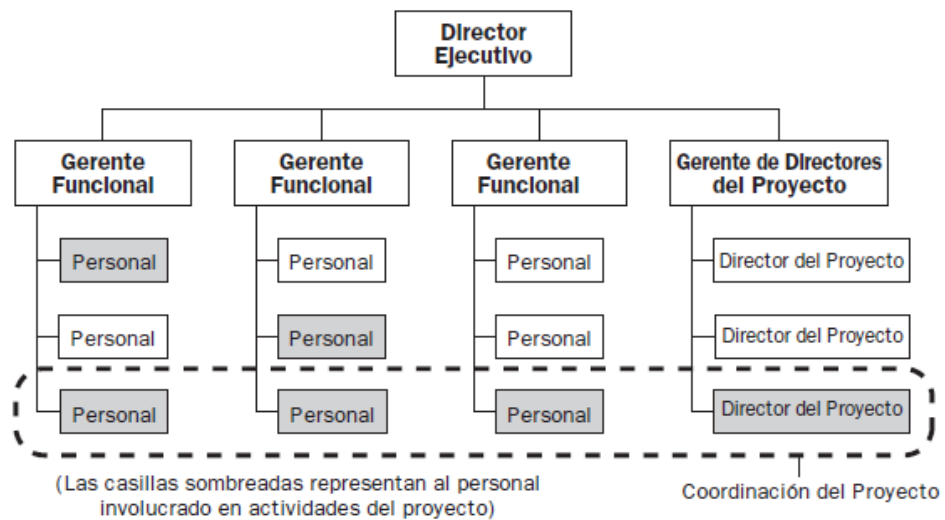 Director
Ejecutivo
Gerente
Funcional
Gerente
Funcional
Gerente
Funcional
Gerente de Directores
del Proyecto
Personal
Personal
Personal
Director del Proyecto
Personal
Personal
Personal
Director del Proyecto
Personal
Personal
Personal
Director del Proyecto
(Las casillas sombreadas representan al personal
involucrado en actividades del proyecto)
Coordinación del Proyecto